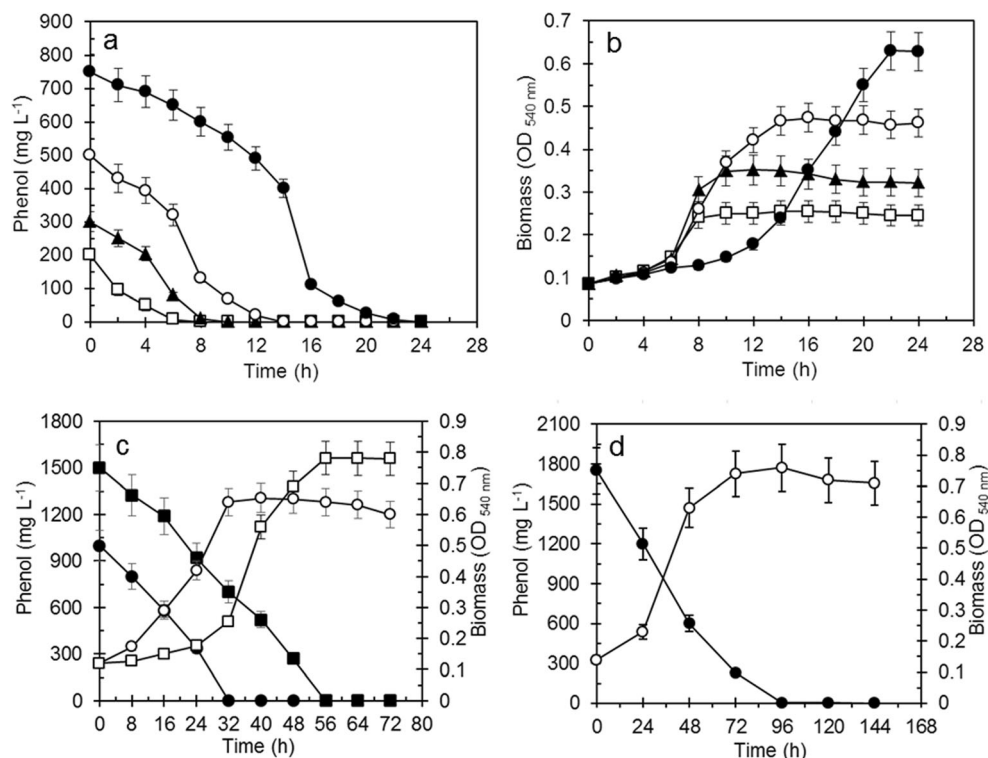 a
900
800
700
600
500
400
300
200
100
0
Phenol (mg L-1)
0 4 8 12 16 20 24 28
Time (h)
b
0.7
0.6
0.5
0.4
0.3
0.2
0.1
0
Biomass (OD 540 nm)
0 4 8 12 16 20 24 28
Time (h)
c
1800
1500
1200
900
600
300
0
Phenol (mg L-1)
0.9
0.8
0.7
0.6
0.5
0.4
0.3
0.2
0.1
0
Biomass (OD 540 nm)
0 8 16 24 32 40 48 56 64 72 80
Time (h)
d
2100
1800
1500
1200
900
600
300
0
Phenol (mg L-1)
0.9
0.8
0.7
0.6
0.5
0.4
0.3
0.2
0.1
0
Biomass (OD 540 nm)
0 24 48 72 96 120 144 168
Time (h)